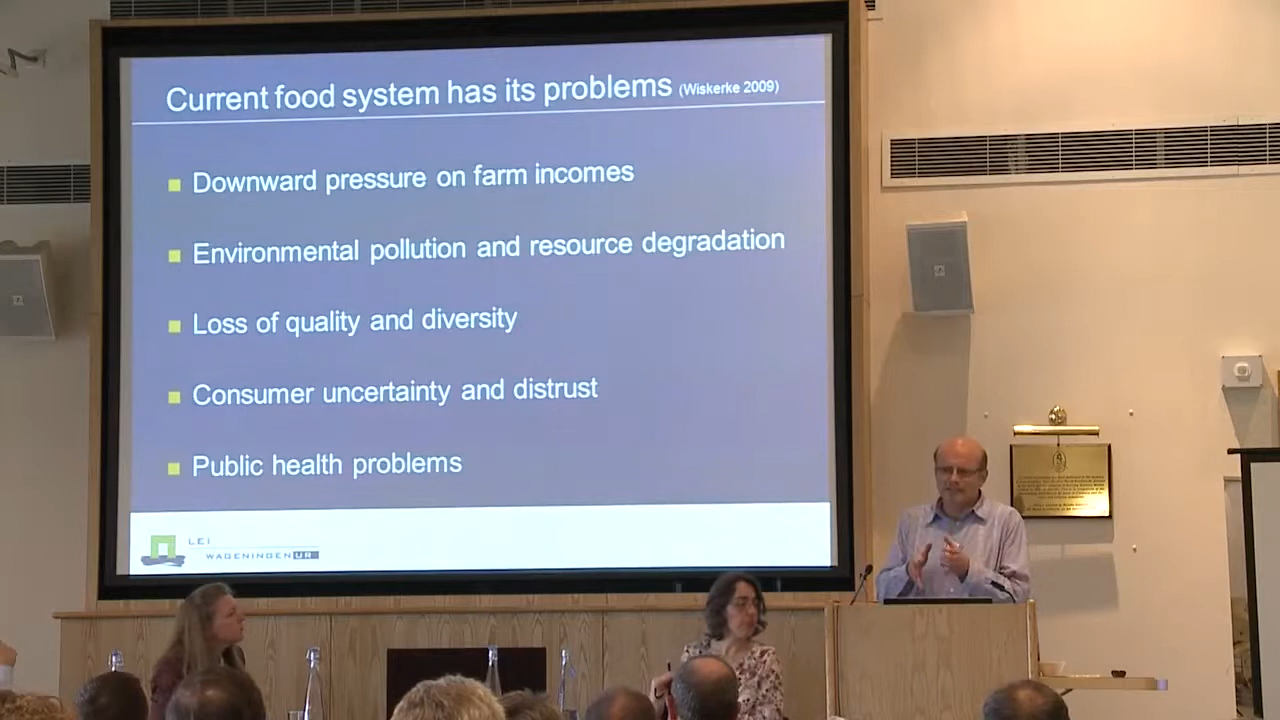 Current food system has its problems (Wiskerke 2009)
Downward pressure on farm incomes
Environmental pollution and resource degradation
Loss of quality and diversity
Consumer uncertainty and distrust
Public health problems
LEI
WAGENINGEN UR